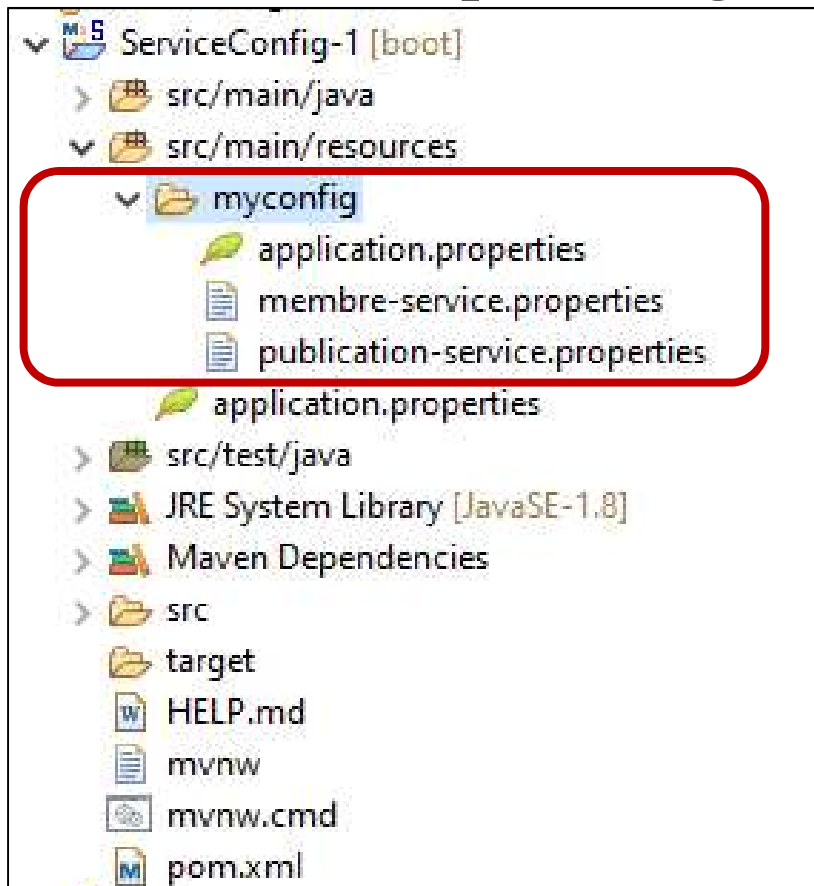 ServiceConfig-1 [boot]
src/main/java
src/main/resources
myconfig
application.properties
membre-service.properties
publication-service.properties
application.properties
src/test/java
JRE System Library [JavaSE-1.8]
Maven Dependencies
src
target
HELP.md
mvnw
mvnw.cmd
pom.xml